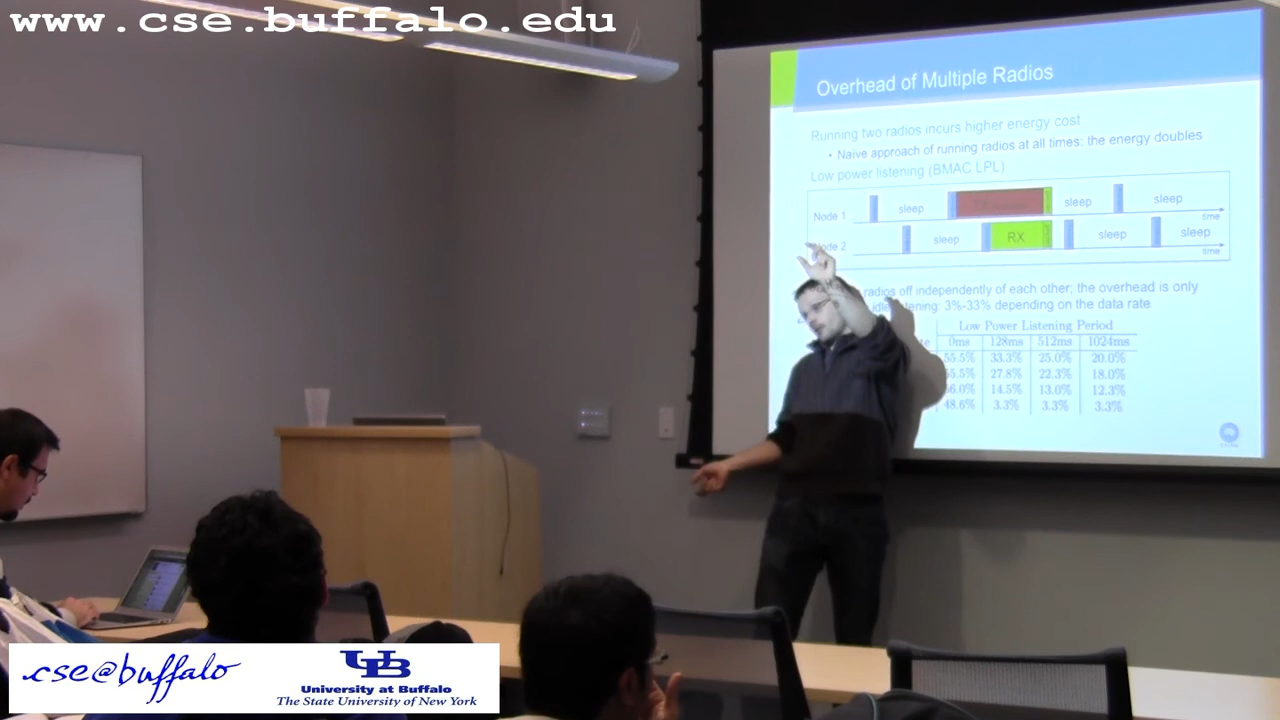 www.cse.buffalo.edu
Overhead of Multiple Radios
Running two radios incurs higher energy cost
• Naive approach of running radios at all times: the energy doubles
Low power listening (BMAC LPL)
Node 1
sleep
sleep
sleep
time
Node 2
sleep
RX
sleep
sleep
time
radios off independently of each other; the overhead is only
depending on the data rate
Low Power Listening Period
0ms 128ms 512ms 1024ms
55.5% 33.3% 25.0% 20.0%
27.8% 22.3% 18.0%
14.5% 13.0% 12.3%
48.6% 3.3% 3.3% 3.3%
cse@buffalo
UB
University at Buffalo
The State University of New York